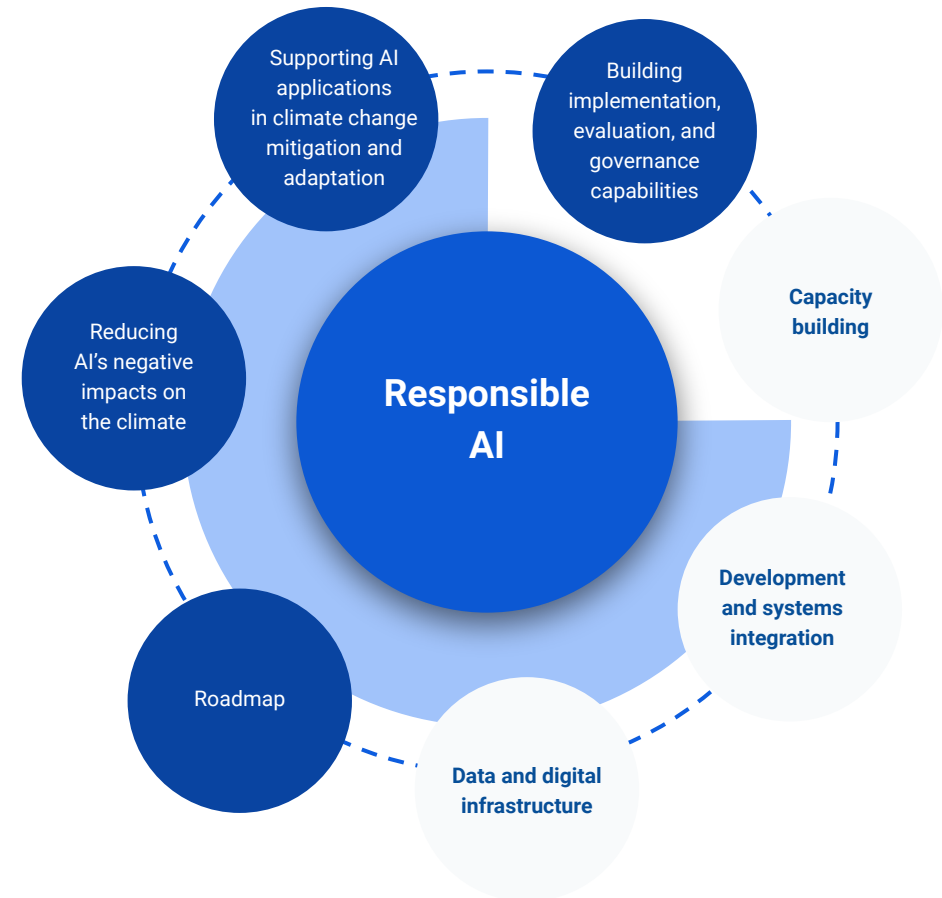 Supporting AI
applications
in climate change
mitigation and
adaptation
Building
implementation,
evaluation, and
governance
capabilities
Capacity
building
Reducing
AI’s negative
impacts on
the climate
Responsible
AI
Development
and systems
integration
Roadmap
Data and digital
infrastructure